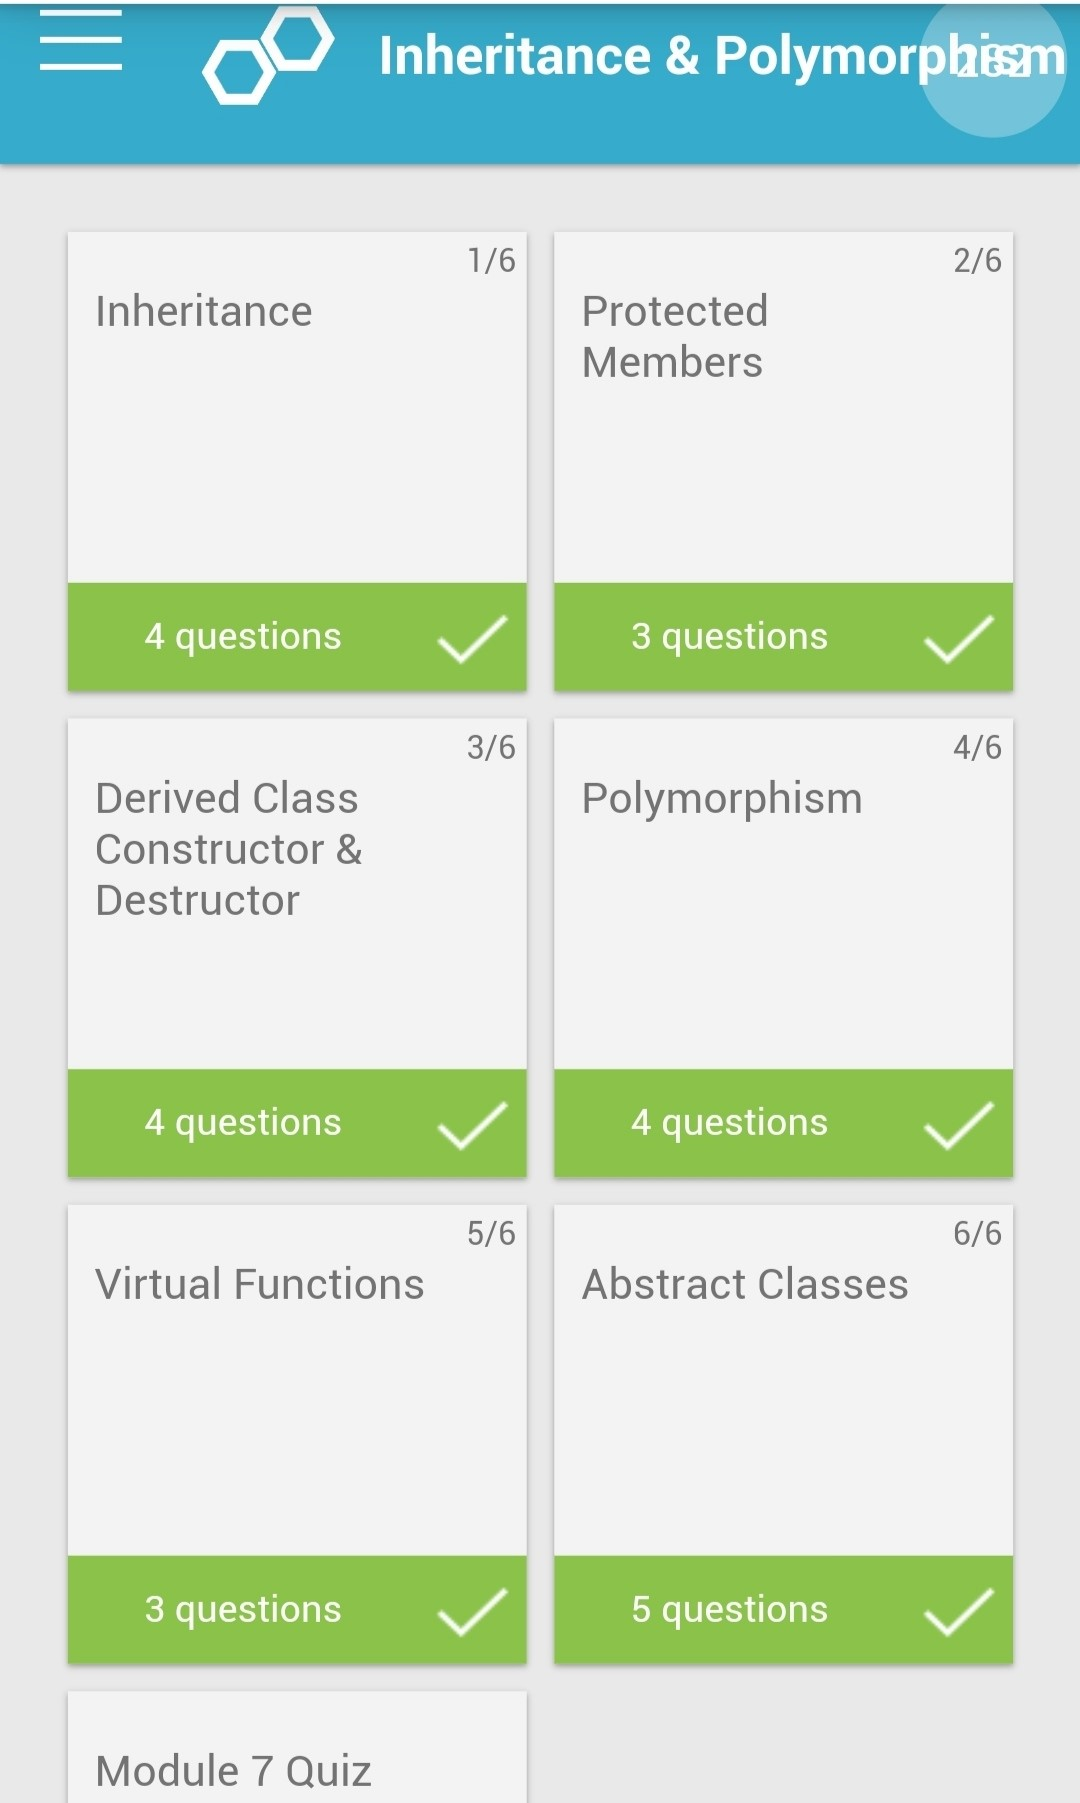 Inheritance & Polymorphism
1/6
Inheritance
4 questions
2/6
Protected
Members
3 questions
3/6
Derived Class
Constructor &
Destructor
4 questions
4/6
Polymorphism
4 questions
5/6
Virtual Functions
3 questions
6/6
Abstract Classes
5 questions
Module 7 Quiz